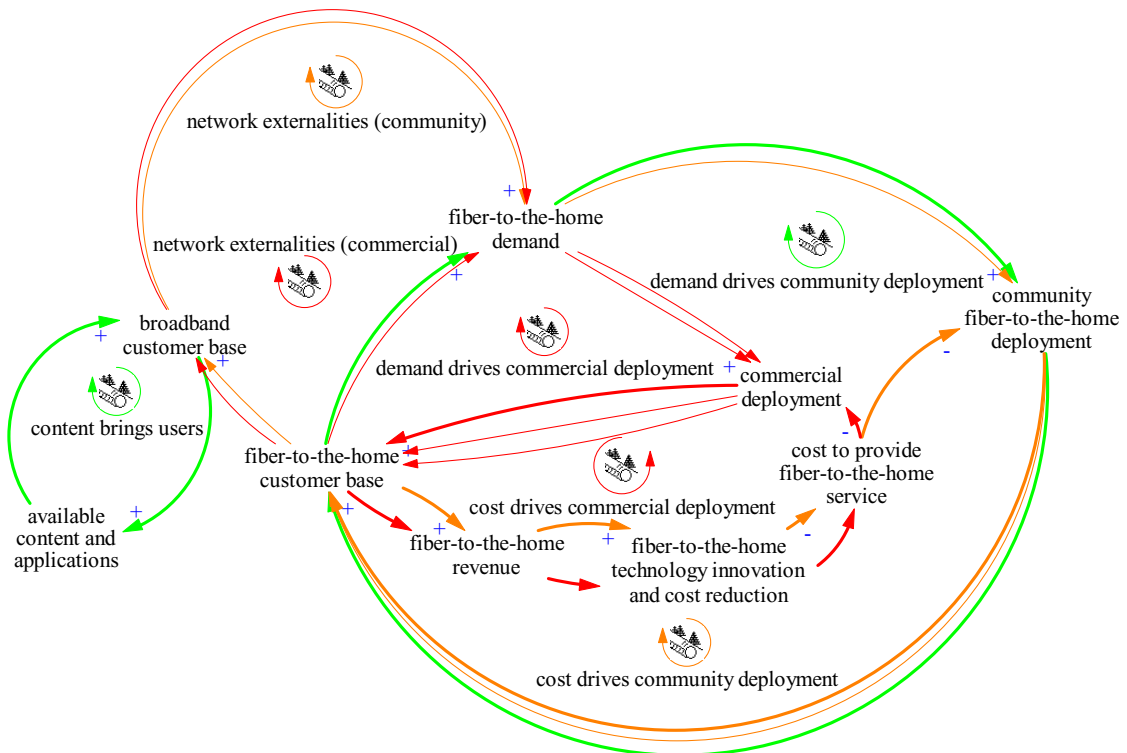 network externalities (community)
+
fiber-to-the-home
demand
network externalities (commercial)
+
demand drives community deployment
+
community
fiber-to-the-home
deployment
broadband
customer base
+
+
demand drives commercial deployment
+
commercial
deployment
-
-
content brings users
+
fiber-to-the-home
customer base
cost to provide
fiber-to-the-home
service
available
content and
applications
+
+
cost drives commercial deployment
+
fiber-to-the-home
revenue
+
-
fiber-to-the-home
technology innovation
and cost reduction
cost drives community deployment